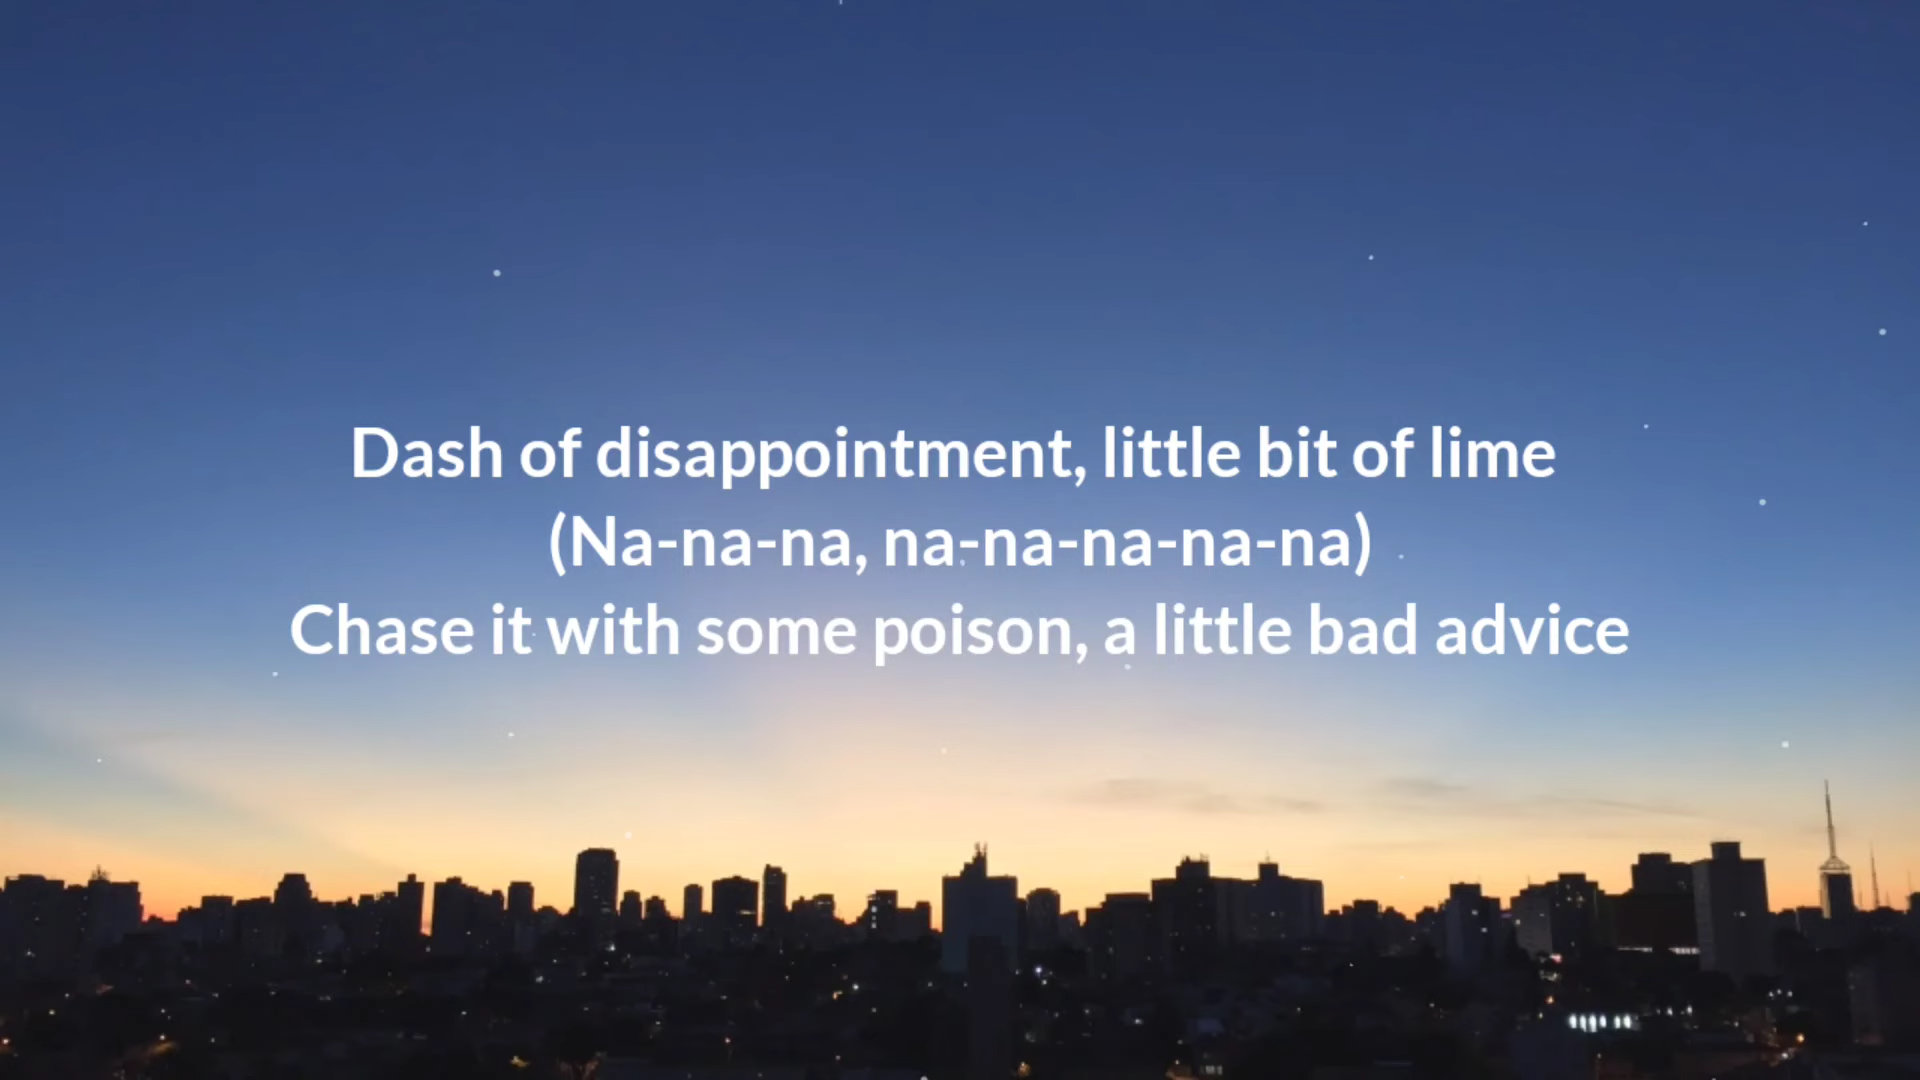 Dash of disappointment, little bit of lime
(Na-na-na, na-na-na-na-na)
Chase it with some poison, a little bad advice